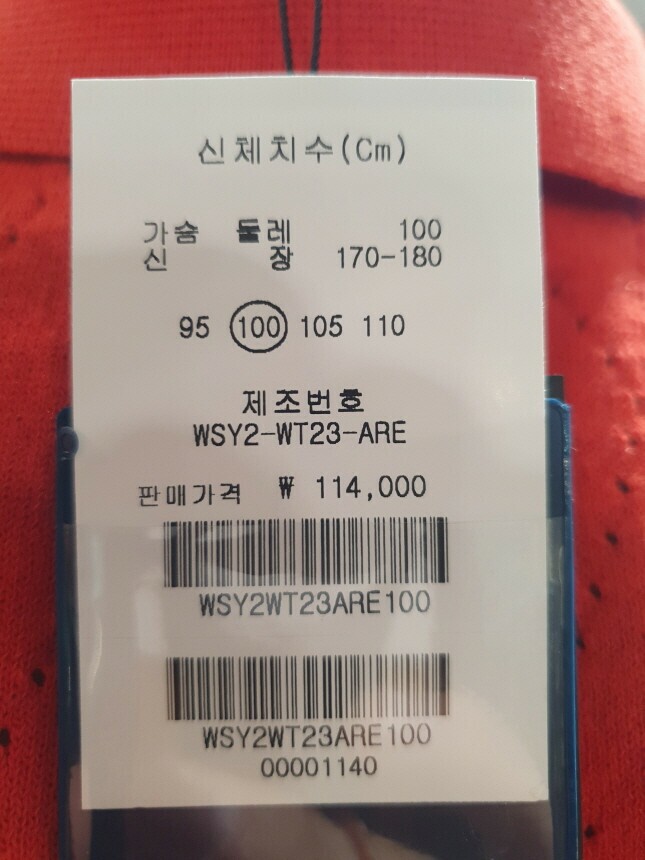 신체치수(Cm)
가슴 둘레 100
신 장 170-180
95 100 105 110
제조번호
WSY2-WT23-ARE
판매가격 ₩ 114,000
WSY2WT23ARE100
WSY2WT23ARE100
00001140